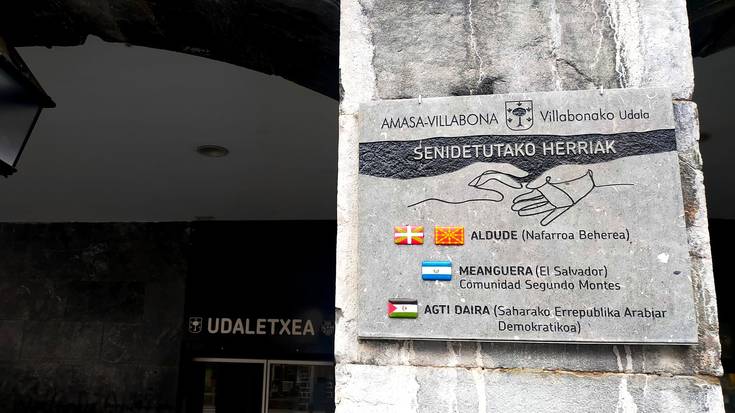 AMASA-VILLABONA Villabonako Udala
SENIDETUTAKO HERRIAK
ALDUDE (Nafarroa Beherea)
MEANGUERA (El Salvador)
Comunidad Segundo Montes
AGTI DAIRA (Saharako Errepublika Arabiar
Demokratikoa)
UDALETXEA